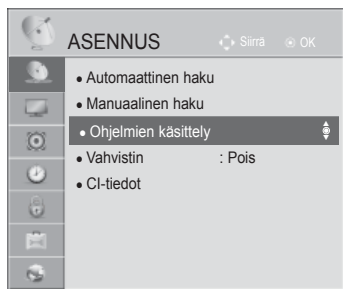 ASENNUS Siirrä OK
• Automaattinen haku
• Manuaalinen haku
• Ohjelmien käsittely
• Vahvistin : Pois
• CI-tiedot